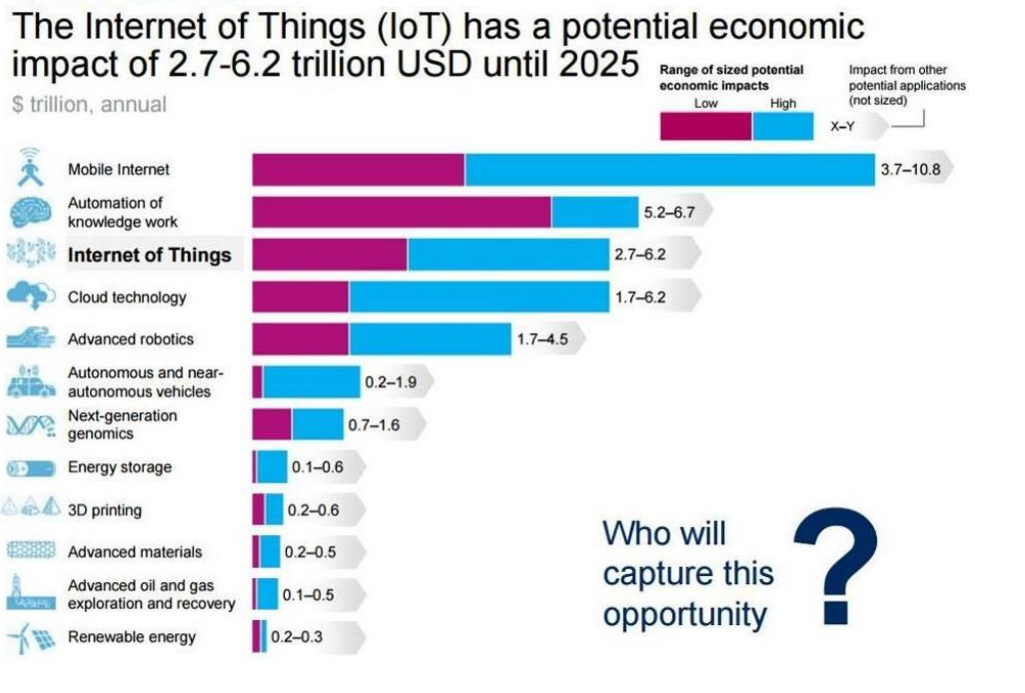 The Internet of Things (IoT) has a potential economic
impact of 2.7-6.2 trillion USD until 2025
$ trillion, annual
Range of sized potential
economic impacts
Low High
Impact from other
potential applications
(not sized)
X–Y
Mobile Internet
3.7–10.8
Automation of
knowledge work
5.2–6.7
Internet of Things
2.7–6.2
Cloud technology
1.7–6.2
Advanced robotics
1.7–4.5
Autonomous and near-
autonomous vehicles
0.2–1.9
Next-generation
genomics
0.7–1.6
Energy storage
0.1–0.6
3D printing
0.2–0.6
Advanced materials
0.2–0.5
Advanced oil and gas
exploration and recovery
0.1–0.5
Renewable energy
0.2–0.3
Who will
capture this
opportunity
?